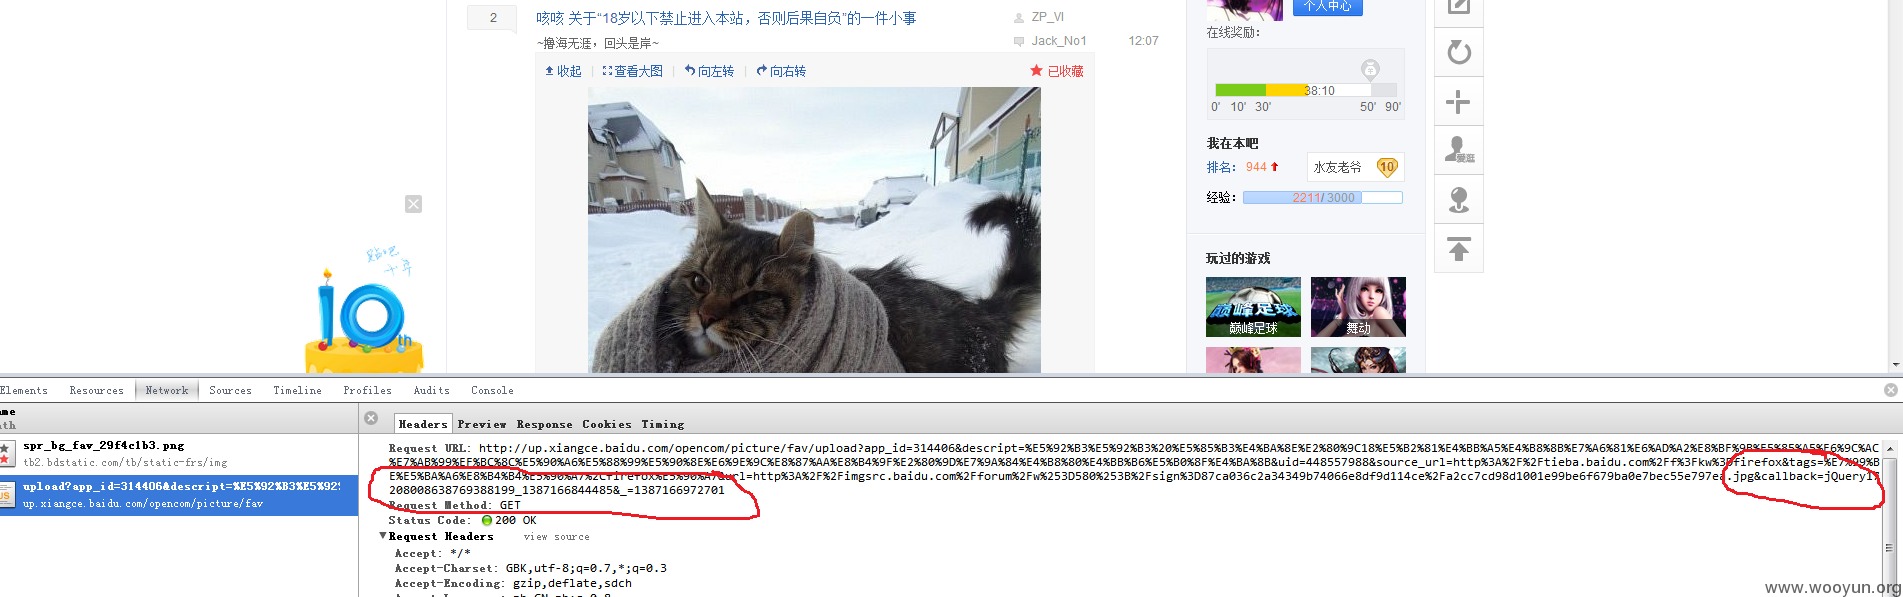 2
咳咳 关于“18岁以下禁止进入本站，否则后果自负”的一件小事
~撸海无涯，回头是岸~
ZP_VI
Jack_No1
12:07
收起
查看大图
向左转
向右转
已收藏
个人中心
在线奖励：
38:10
0' 10' 30' 50' 90'
我在本吧
排名： 944
水友老爷 10
经验： 2211/3000
玩过的游戏
巅峰足球
巅峰足球
舞动
爱逛
贴吧
十年
10th
Elements Resources Network Sources Timeline Profiles Audits Console
ame
ath
spr_bg_fav_29f4c1b3.png
tb2.bdstatic.com/tb/static-frs/img
upload?app_id=314406&descript=%E5%92%B3%E5%92
up.xiangce.baidu.com/opencom/picture/fav
Headers Preview Response Cookies Timing
Request URL: http://up.xiangce.baidu.com/opencom/picture/fav/upload?app_id=314406&descript=%E5%92%B3%E5%92%B3%20%E5%85%B3%E4%BA%8E%E2%80%9C18%E5%B2%81%E4%BB%A5%E4%B8%8B%E7%A6%81%E6%AD%A2%E8%BF%9B%E5%85%A5%E6%9C%AC
%E7%AB%99%EF%BC%8C%E5%90%A6%E5%88%99%E5%90%8E%E6%9E%9C%E8%87%AA%E8%B4%9F%E2%80%9D%E7%9A%84%E4%B8%80%E4%BB%B6%E5%B0%8F%E4%BA%8B&uid=448557988&source_url=http%3A%2F%2Ftieba.baidu.com%2Ff%3Fkw%3Dfirefox&tags=%E7%99%B
E%E5%BA%A6%E8%B4%B4%E5%90%A7%2Cfirefox%E5%90%A7&url=http%3A%2F%2Fimgsrc.baidu.com%2Fforum%2Fw%253D580%253B%2Fsign%3D87ca036c2a34349b74066e8df9d114ce%2Fa2cc7cd98d1001e99be6f679ba0e7bec55e797ea.jpg&callback=jQuery17
208008638769388199_1387166844485&_=1387166972701
Request Method: GET
Status Code: 200 OK
Request Headers view source
Accept: */*
Accept-Charset: GBK,utf-8;q=0.7,*;q=0.3
Accept-Encoding: gzip,deflate,sdch
www.wooyun.org